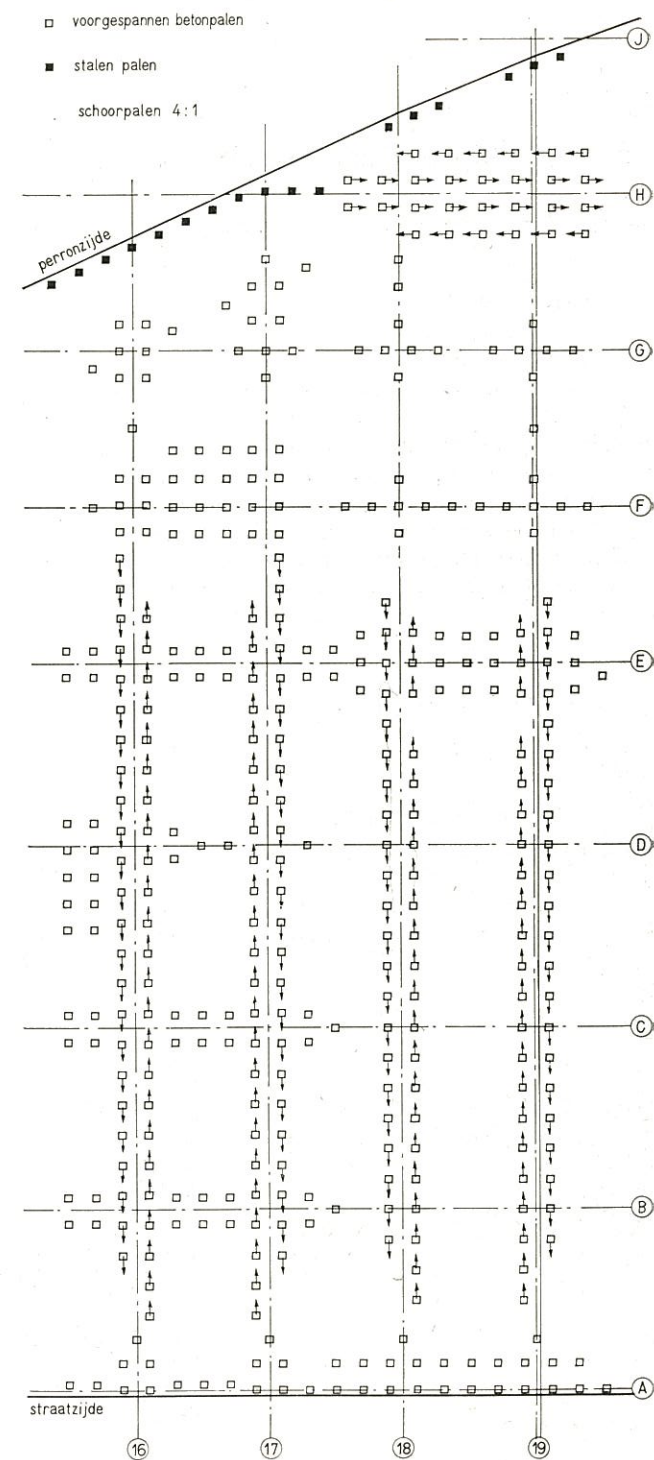 voorgespannen betonpalen
stalen palen
schoorpalen 4:1
J
H
perronzijde
G
F
E
D
C
B
A
straatzijde
16
17
18
19